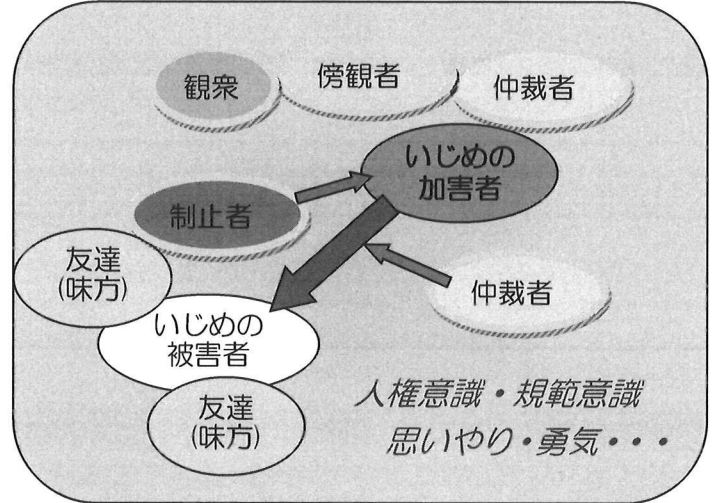 観衆
傍観者
仲裁者
いじめの
加害者
制止者
友達
(味方)
仲裁者
いじめの
被害者
友達
(味方)
人権意識・規範意識
思いやり・勇気・・・